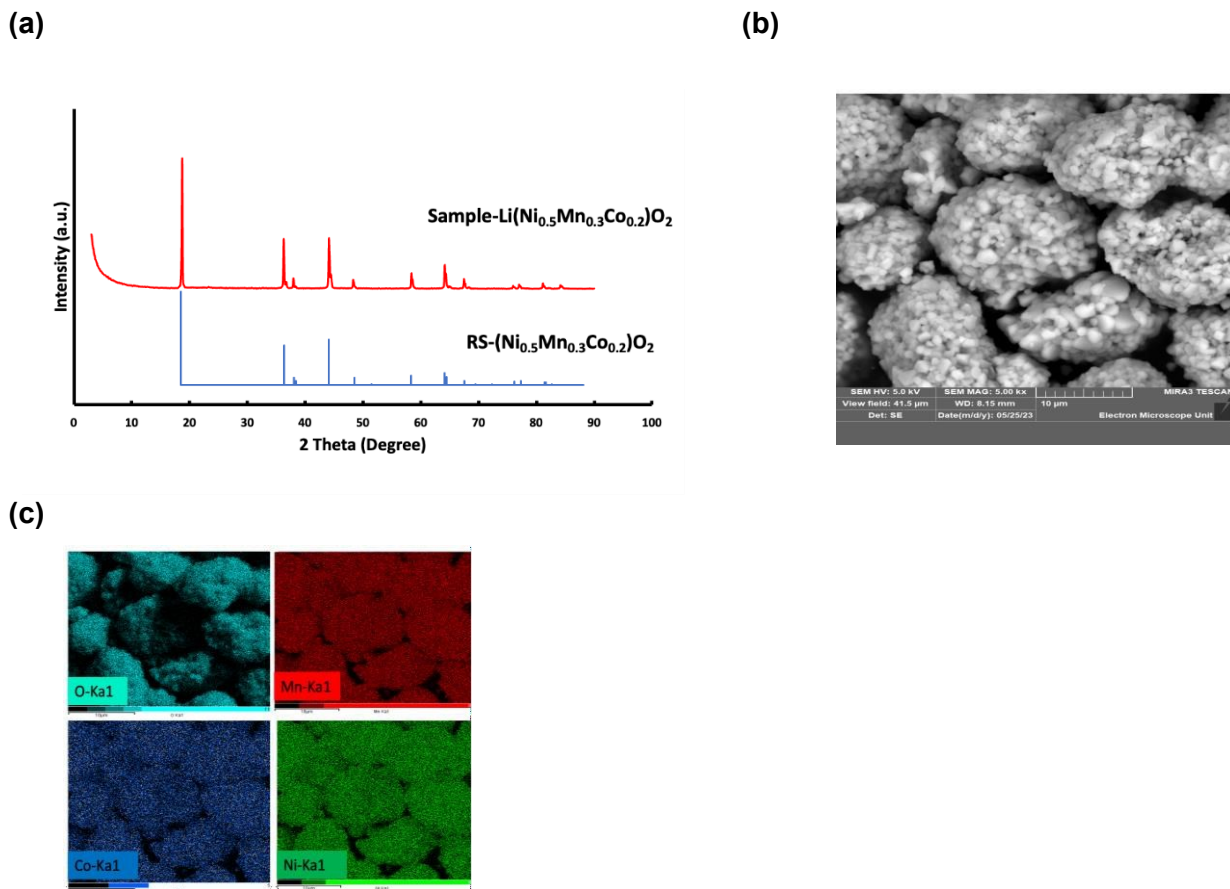 (a)
(b)
Intensity (a.u.)
Sample-Li(Ni₀.₅Mn₀.₃Co₀.₂)O₂
RS-(Ni₀.₅Mn₀.₃Co₀.₂)O₂
0 10 20 30 40 50 60 70 80 90 100
2 Theta (Degree)
SEM HV: 5.0 kV SEM MAG: 5.00 kx MIRA3 TESCAN
View field: 41.5 µm WD: 8.15 mm 10 µm
Det: SE Date(m/d/y): 05/25/23 Electron Microscope Unit
(c)
O-Ka1 Mn-Ka1
Co-Ka1 Ni-Ka1